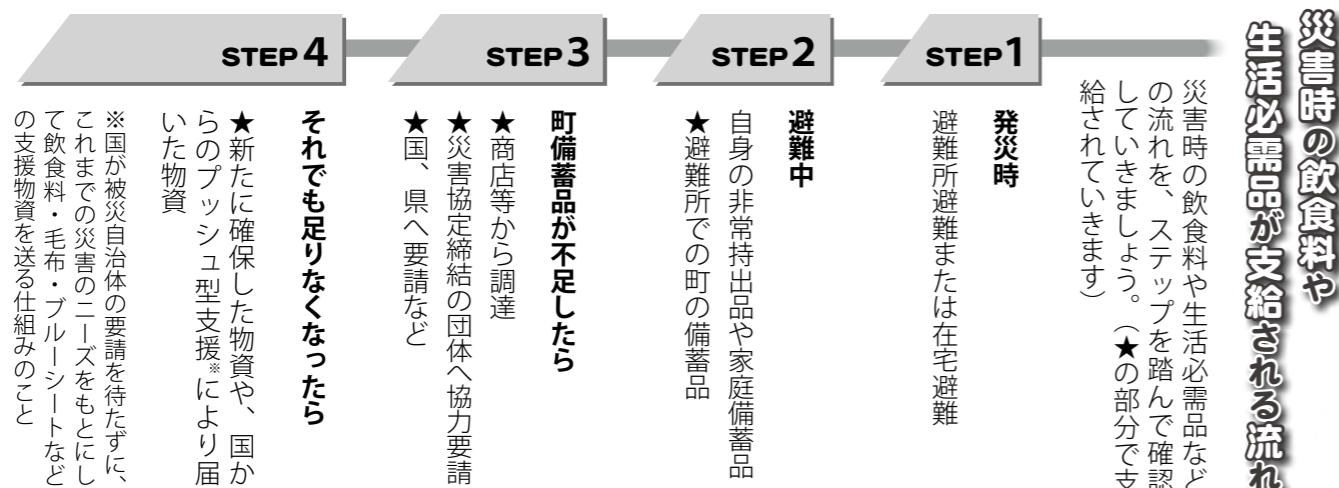 災害時の飲食料や
生活必需品が支給される流れ
災害時の飲食料や生活必需品など
の流れを、ステップを踏んで確認
していきましょう。（★の部分で支
給されていきます）
STEP1
発災時
避難所避難または在宅避難
STEP2
避難中
自身の非常持出品や家庭備蓄品
★避難所での町の備蓄品
STEP3
町備蓄品が不足したら
★商店等から調達
★災害協定締結の団体へ協力要請
★国、県へ要請など
STEP4
それでも足りなくなったら
★新たに確保した物資や、国か
らのプッシュ型支援※により届
いた物資
※国が被災自治体の要請を待たずに、
これまでの災害のニーズをもとにし
て飲食料・毛布・ブルーシートなど
の支援物資を送る仕組みのこと